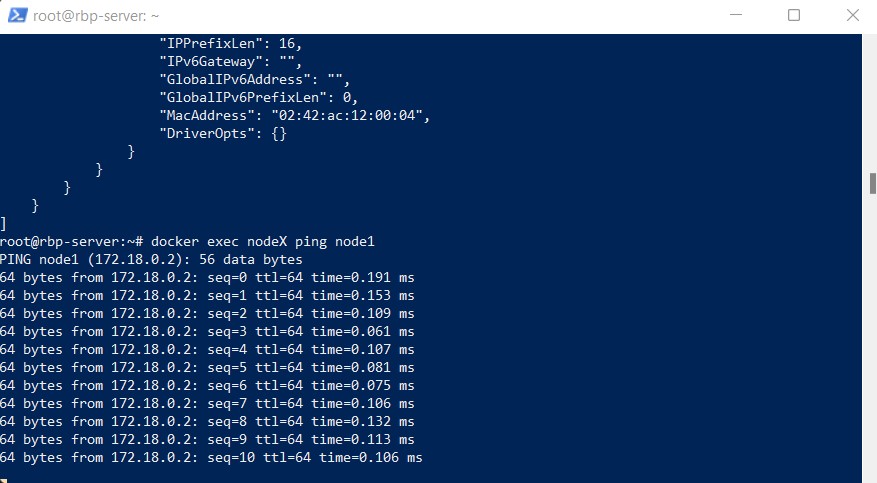 root@rbp-server: ~
"IPPrefixLen": 16,
"IPv6Gateway": "",
"GlobalIPv6Address": "",
"GlobalIPv6PrefixLen": 0,
"MacAddress": "02:42:ac:12:00:04",
"DriverOpts": {}
}
}
}
}
]
root@rbp-server:~# docker exec nodeX ping node1
PING node1 (172.18.0.2): 56 data bytes
64 bytes from 172.18.0.2: seq=0 ttl=64 time=0.191 ms
64 bytes from 172.18.0.2: seq=1 ttl=64 time=0.153 ms
64 bytes from 172.18.0.2: seq=2 ttl=64 time=0.109 ms
64 bytes from 172.18.0.2: seq=3 ttl=64 time=0.061 ms
64 bytes from 172.18.0.2: seq=4 ttl=64 time=0.107 ms
64 bytes from 172.18.0.2: seq=5 ttl=64 time=0.081 ms
64 bytes from 172.18.0.2: seq=6 ttl=64 time=0.075 ms
64 bytes from 172.18.0.2: seq=7 ttl=64 time=0.106 ms
64 bytes from 172.18.0.2: seq=8 ttl=64 time=0.132 ms
64 bytes from 172.18.0.2: seq=9 ttl=64 time=0.113 ms
64 bytes from 172.18.0.2: seq=10 ttl=64 time=0.106 ms